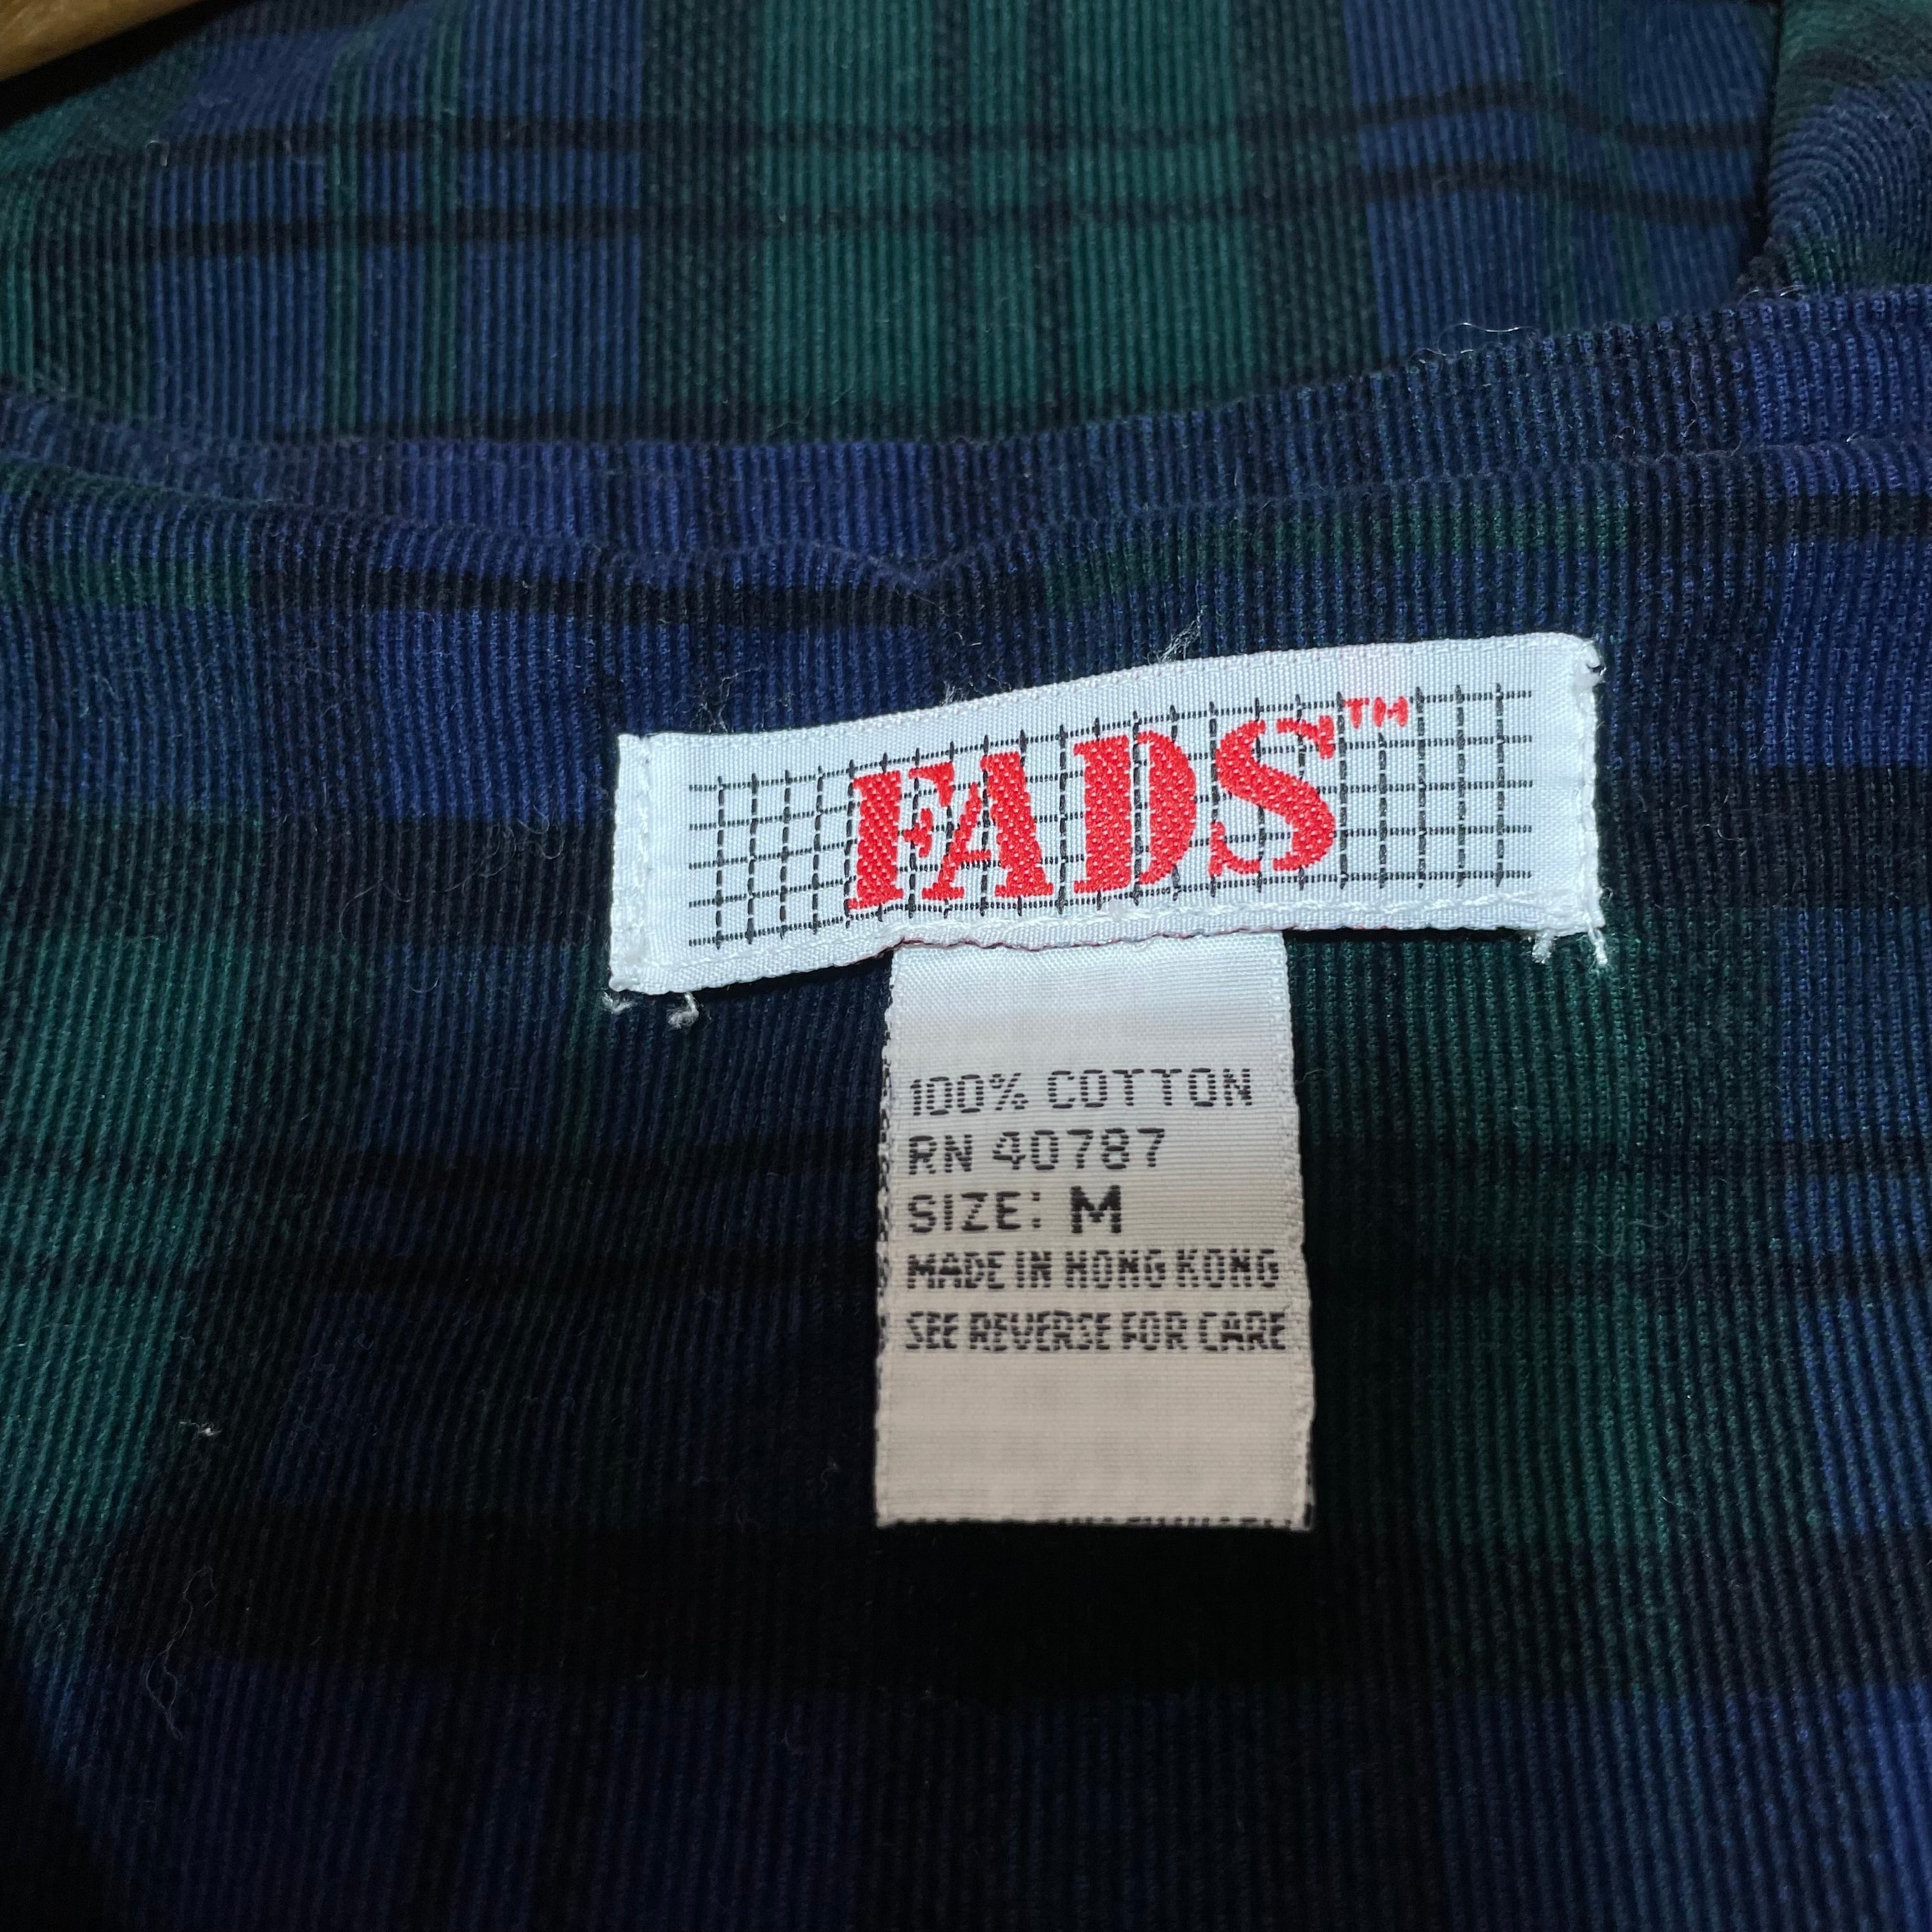 FADS™
100% COTTON
RN 40787
SIZE: M
MADE IN HONG KONG
SEE REVERSE FOR CARE